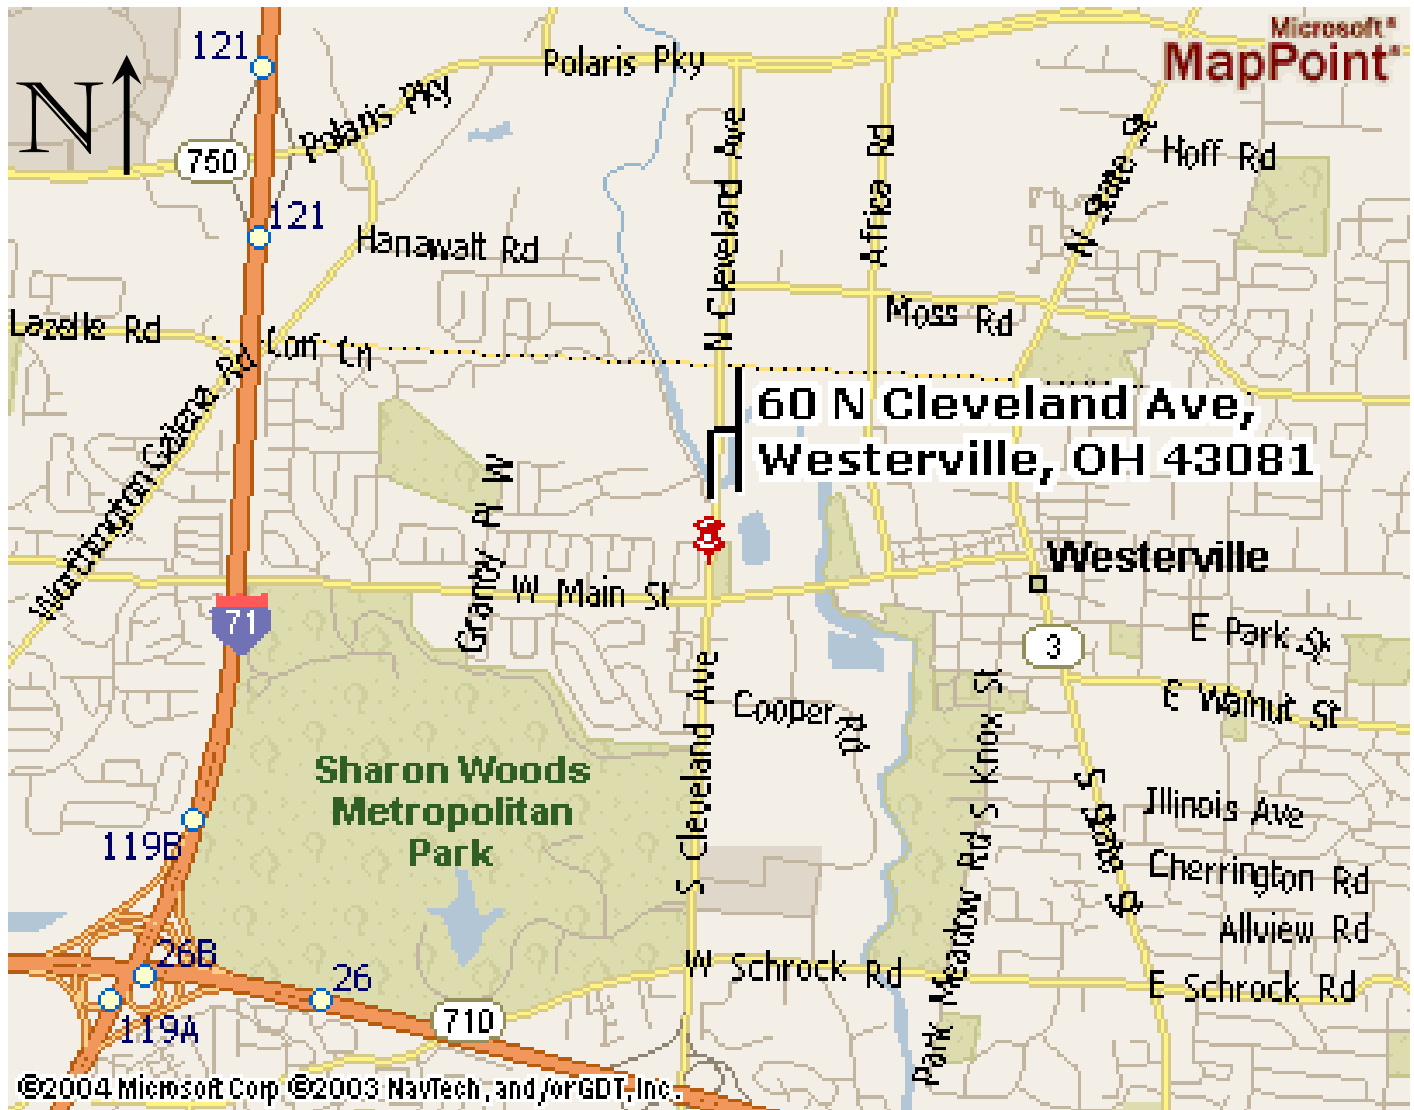 Microsoft®
MapPoint®
N
121
Polaris Pky
Polaris Pky
750
N Cleveland Ave
Africa Rd
N State St
Hoff Rd
121
Hanawalt Rd
Lazelle Rd
Corr Ln
Moss Rd
Worthington Galena Rd
60 N Cleveland Ave,
Westerville, OH 43081
Granby Pl W
W Main St
Westerville
71
3
E Park St
E Walnut St
S Cleveland Ave
Cooper Rd
S Knox St
Sharon Woods
Metropolitan
Park
S State St
Illinois Ave
Cherrington Rd
Allview Rd
119B
26B
26
119A
710
W Schrock Rd
Park Meadow Rd
E Schrock Rd
©2004 Microsoft Corp ©2003 NavTech, and/or GDT, Inc.